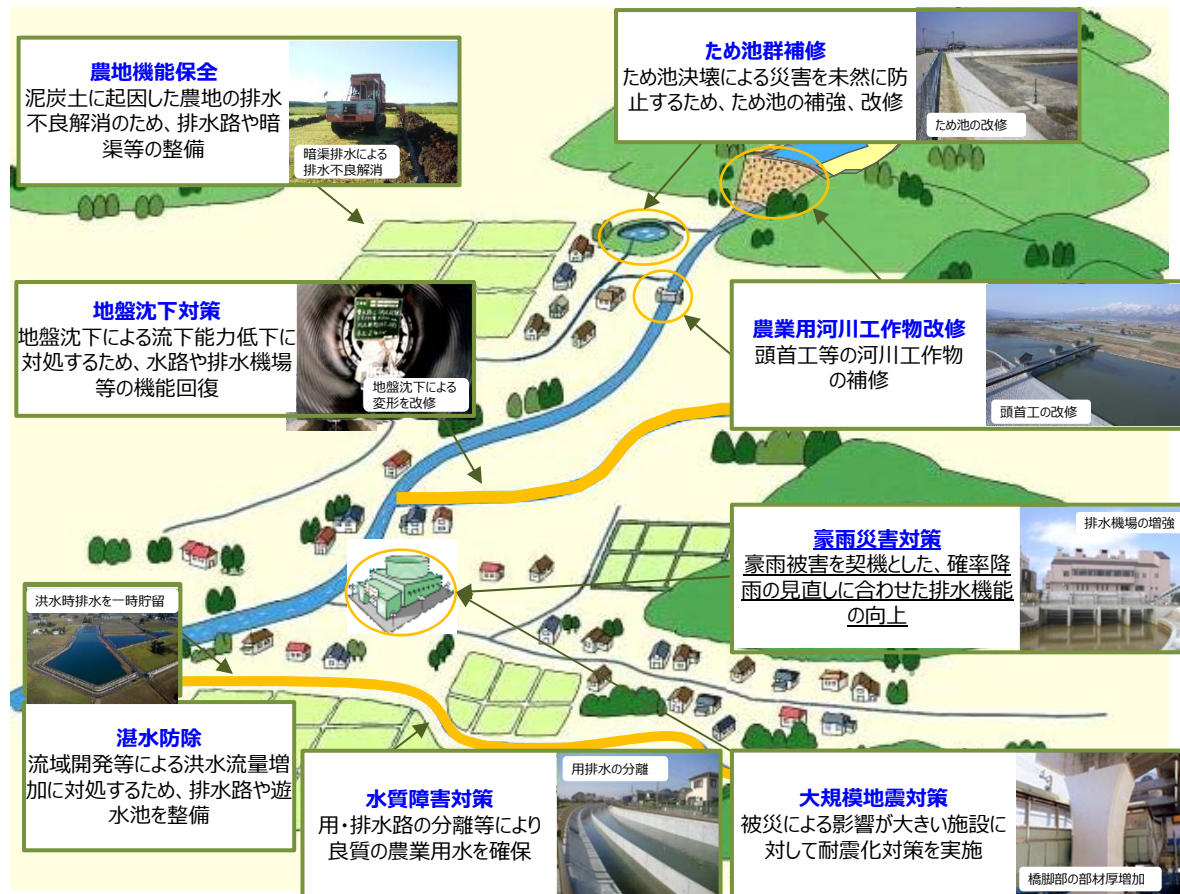 農地機能保全
泥炭土に起因した農地の排水
不良解消のため、排水路や暗
渠等の整備
暗渠排水による
排水不良解消
ため池群補修
ため池決壊による災害を未然に防
止するため、ため池の補強、改修
ため池の改修
地盤沈下対策
地盤沈下による流下能力低下に
対処するため、水路や排水機場
等の機能回復
地盤沈下による
変形を改修
農業用河川工作物改修
頭首工等の河川工作物
の補修
頭首工の改修
豪雨災害対策
豪雨被害を契機とした、確率降
雨の見直しに合わせた排水機能
の向上
排水機場の増強
洪水時排水を一時貯留
湛水防除
流域開発等による洪水流量増
加に対処するため、排水路や遊
水池を整備
水質障害対策
用・排水路の分離等により
良質の農業用水を確保
用排水の分離
大規模地震対策
被災による影響が大きい施設に
対して耐震化対策を実施
橋脚部の部材厚増加